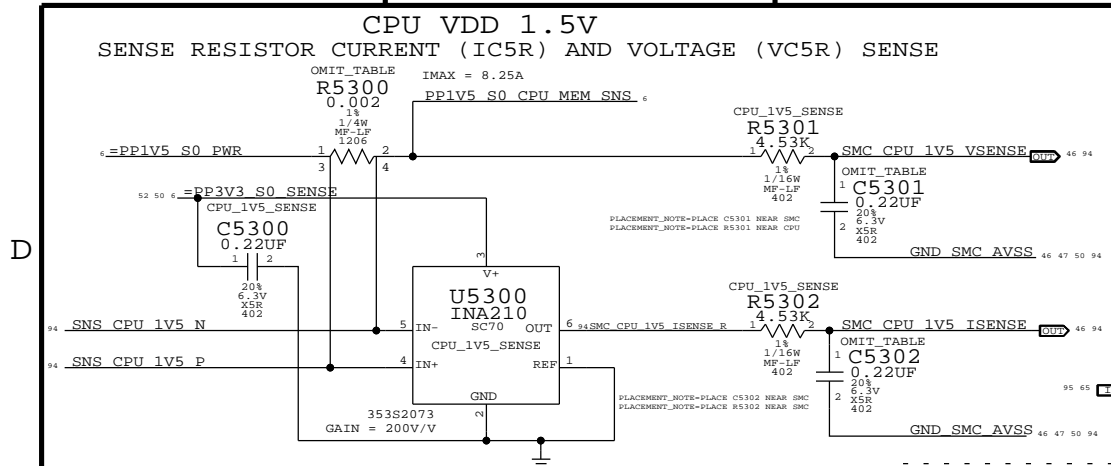 CPU VDD 1.5V
SENSE RESISTOR CURRENT (IC5R) AND VOLTAGE (VC5R) SENSE
OMIT_TABLE
R5300
0.002
1%
1/4W
MF-LF
1206
IMAX = 8.25A
PP1V5_S0_CPU_MEM_SNS 6
6 =PP1V5_S0_PWR
1 2
3 4
CPU_1V5_SENSE
R5301
4.53K
1 2
1%
1/16W
MF-LF
402
SMC_CPU_1V5_VSENSE OUT 46 94
OMIT_TABLE
1 C5301
0.22UF
20%
6.3V
2 X5R
402
PLACEMENT_NOTE=PLACE C5301 NEAR SMC
PLACEMENT_NOTE=PLACE R5301 NEAR CPU
GND_SMC_AVSS 46 47 50 94
52 50 6 =PP3V3_S0_SENSE
CPU_1V5_SENSE
C5300
0.22UF
1 2
20%
6.3V
X5R
402
D
3
V+
U5300
INA210
SC70
CPU_1V5_SENSE
5 IN-
4 IN+
OUT 6
REF 1
GND
2
94 SNS_CPU_1V5_N
94 SNS_CPU_1V5_P
353S2073
GAIN = 200V/V
94 SMC_CPU_1V5_ISENSE_R
CPU_1V5_SENSE
R5302
4.53K
1 2
1%
1/16W
MF-LF
402
SMC_CPU_1V5_ISENSE OUT 46 94
OMIT_TABLE
1 C5302
0.22UF
20%
6.3V
2 X5R
402
PLACEMENT_NOTE=PLACE C5302 NEAR SMC
PLACEMENT_NOTE=PLACE R5302 NEAR SMC
GND_SMC_AVSS 46 47 50 94
95 65